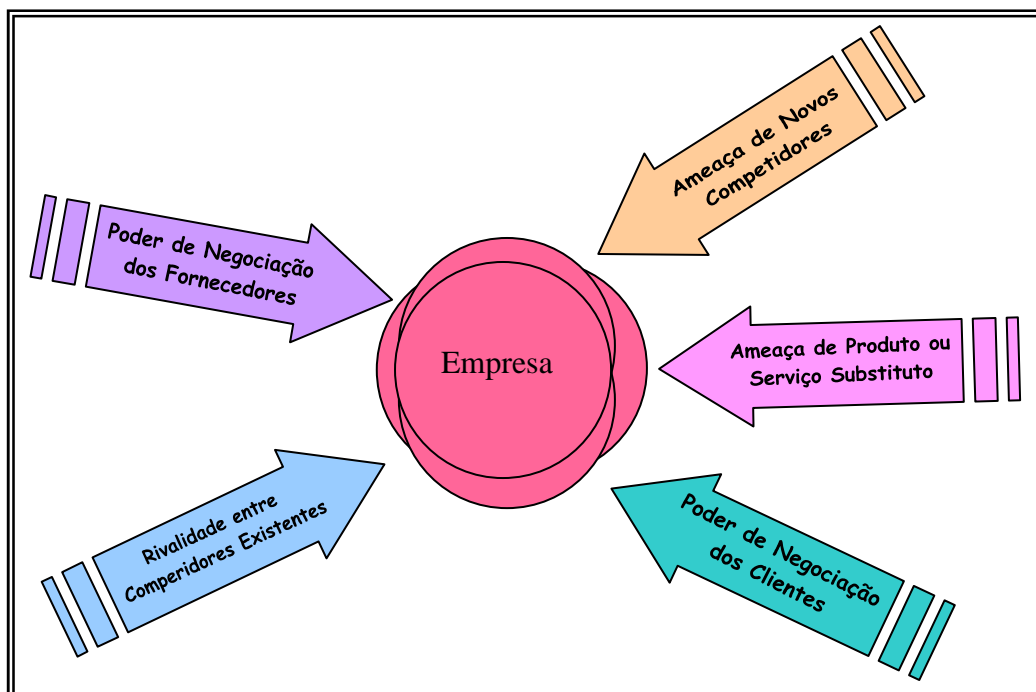 Ameaça de Novos
Competidores
Poder de Negociação
dos Fornecedores
Empresa
Ameaça de Produto ou
Serviço Substituto
Rivalidade entre
Comperidores Existentes
Poder de Negociação
dos Clientes